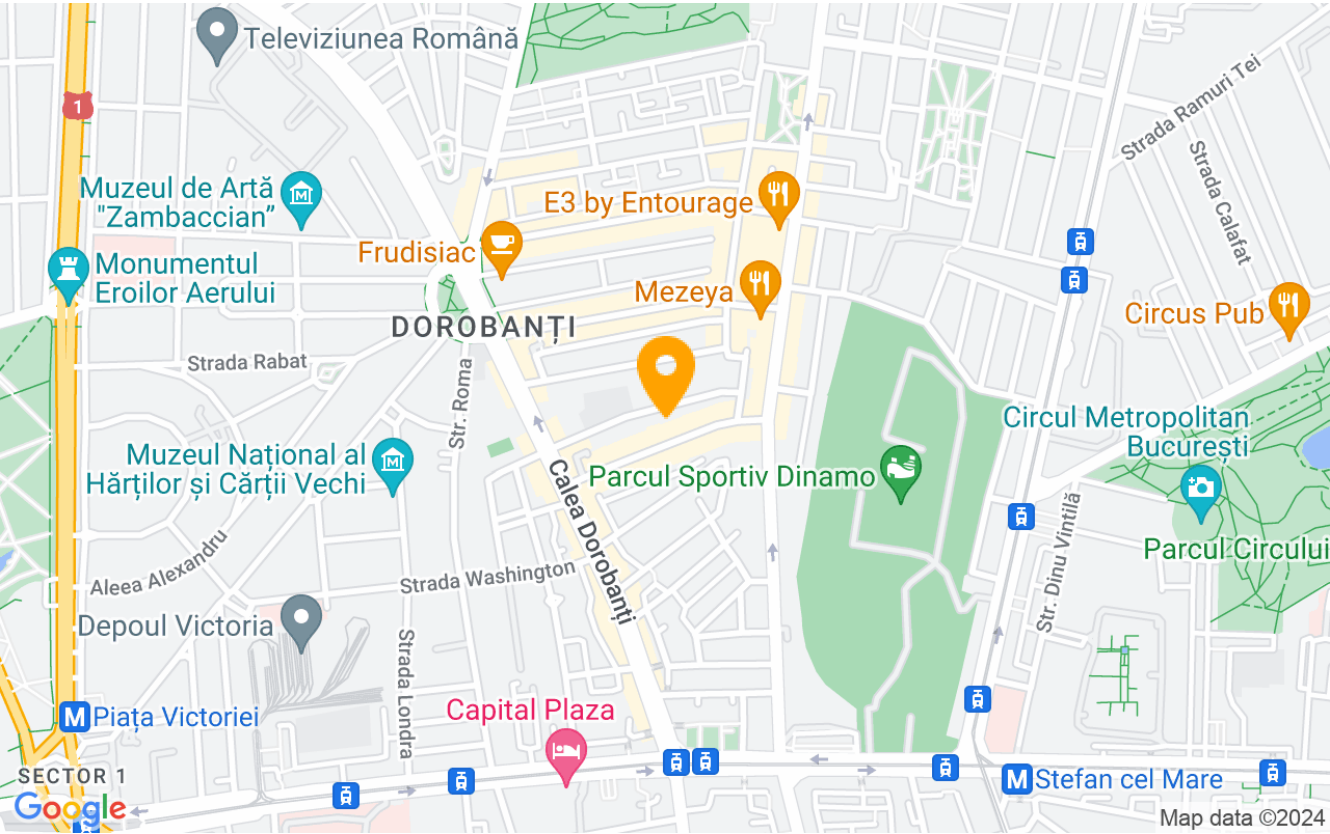 Televiziunea Română
1
Strada Ramuri Tei
Strada Calafat
Muzeul de Artă
"Zambaccian”
E3 by Entourage
Frudisiac
Monumentul
Eroilor Aerului
Mezeya
Circus Pub
DOROBANȚI
Strada Rabat
Str. Roma
Circul Metropolitan
București
Muzeul Național al
Hărților și Cărții Vechi
Calea Dorobanți
Parcul Sportiv Dinamo
Str. Dinu Vintilă
Parcul Circului
Aleea Alexandru
Strada Washington
Depoul Victoria
Strada Londra
M Piața Victoriei
Capital Plaza
SECTOR 1
M Stefan cel Mare
Google
Map data ©2024